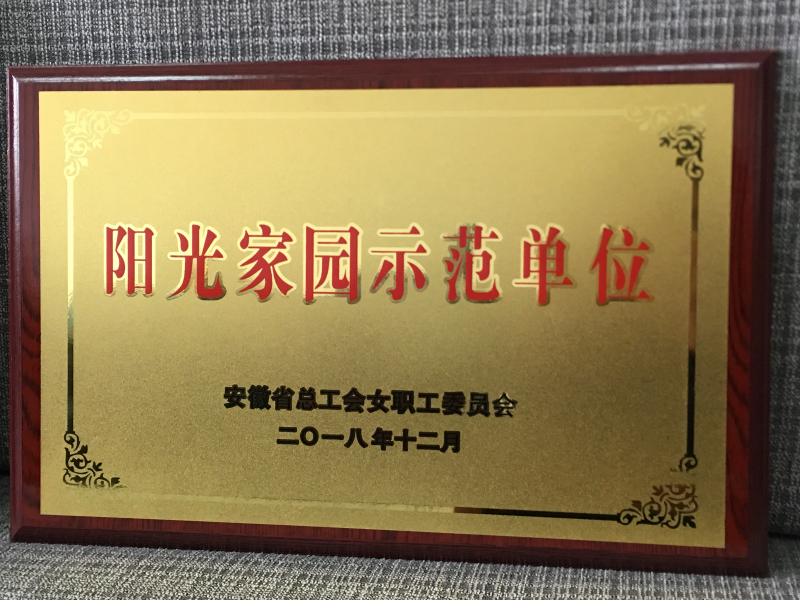 阳光家园示范单位
安徽省总工会女职工委员会
二〇一八年十二月